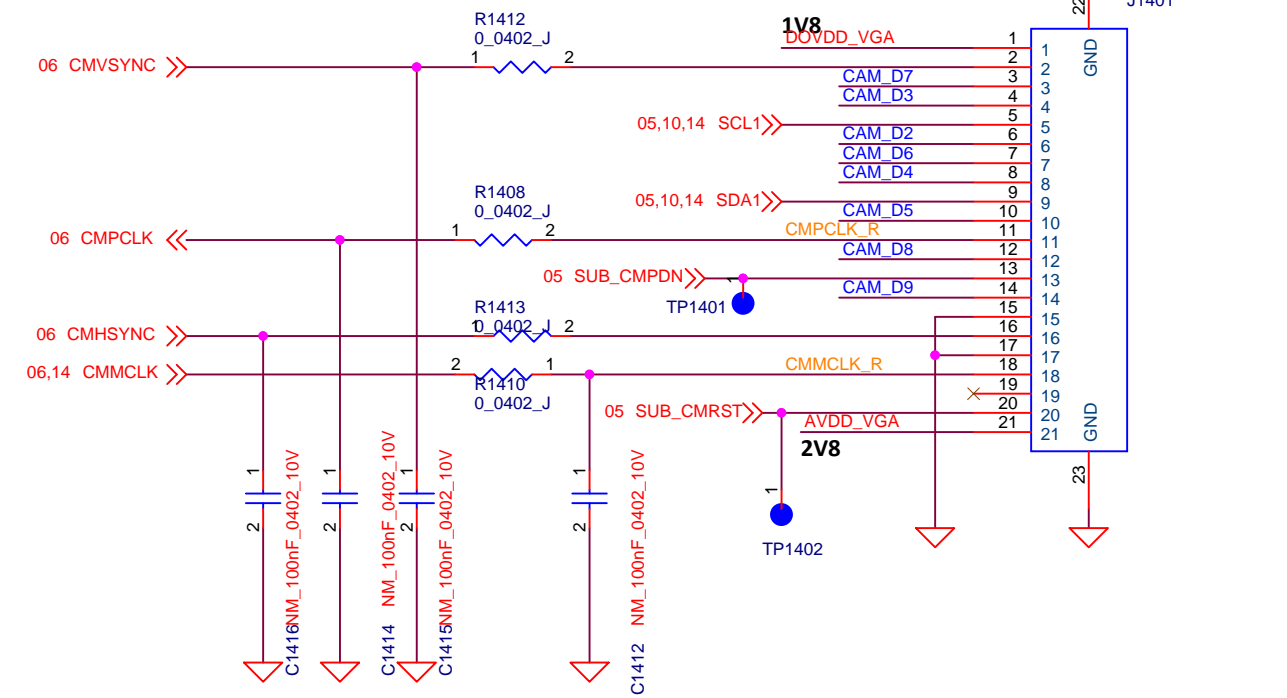 J1401
22
R1412
0_0402_J
1V8
DOVDD_VGA
1
1
GND
06 CMVSYNC
1
2
2
2
CAM_D7
3
3
CAM_D3
4
4
05,10,14 SCL1
5
5
CAM_D2
6
6
CAM_D6
7
7
CAM_D4
8
8
R1408
0_0402_J
05,10,14 SDA1
9
9
CAM_D5
10
10
06 CMPCLK
1
2
CMPCLK_R
11
11
CAM_D8
12
12
05 SUB_CMPDN
1
13
13
TP1401
CAM_D9
14
14
R1413
0_0402_J
15
15
06 CMHSYNC
1
2
16
16
17
17
06,14 CMMCLK
2
1
CMMCLK_R
18
18
R1410
0_0402_J
19
19
05 SUB_CMRST
20
20
AVDD_VGA
21
21
GND
2V8
23
1
2
NM_100nF_0402_10V
C1416
1
2
NM_100nF_0402_10V
C1414
1
2
NM_100nF_0402_10V
C1415
1
2
NM_100nF_0402_10V
C1412
1
TP1402